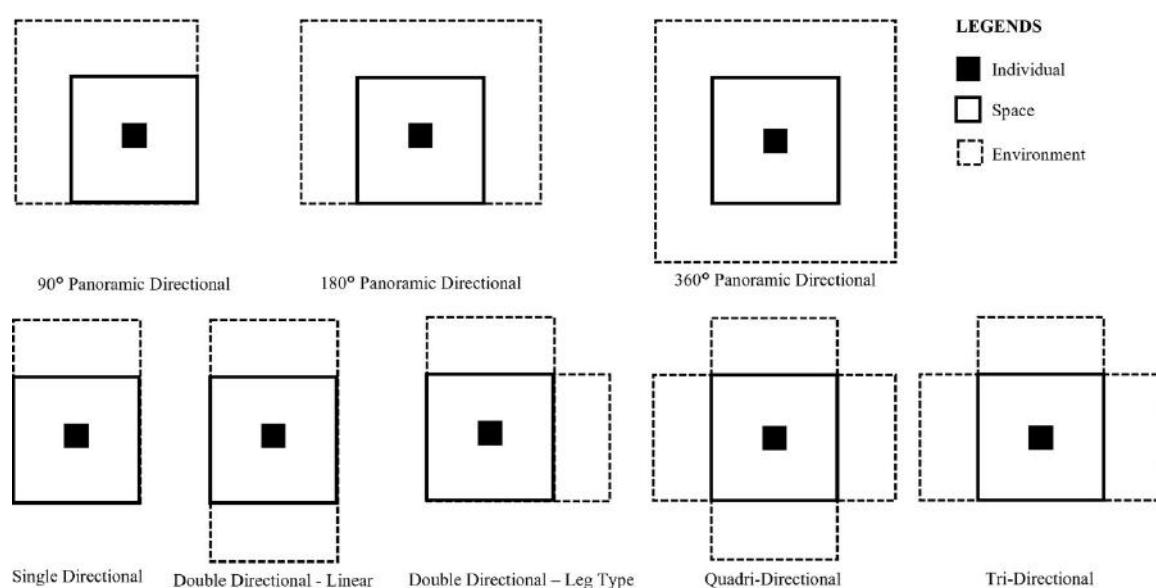 LEGENDS
Individual
Space
Environment
90° Panoramic Directional
180° Panoramic Directional
360° Panoramic Directional
Single Directional
Double Directional - Linear
Double Directional – Leg Type
Quadri-Directional
Tri-Directional